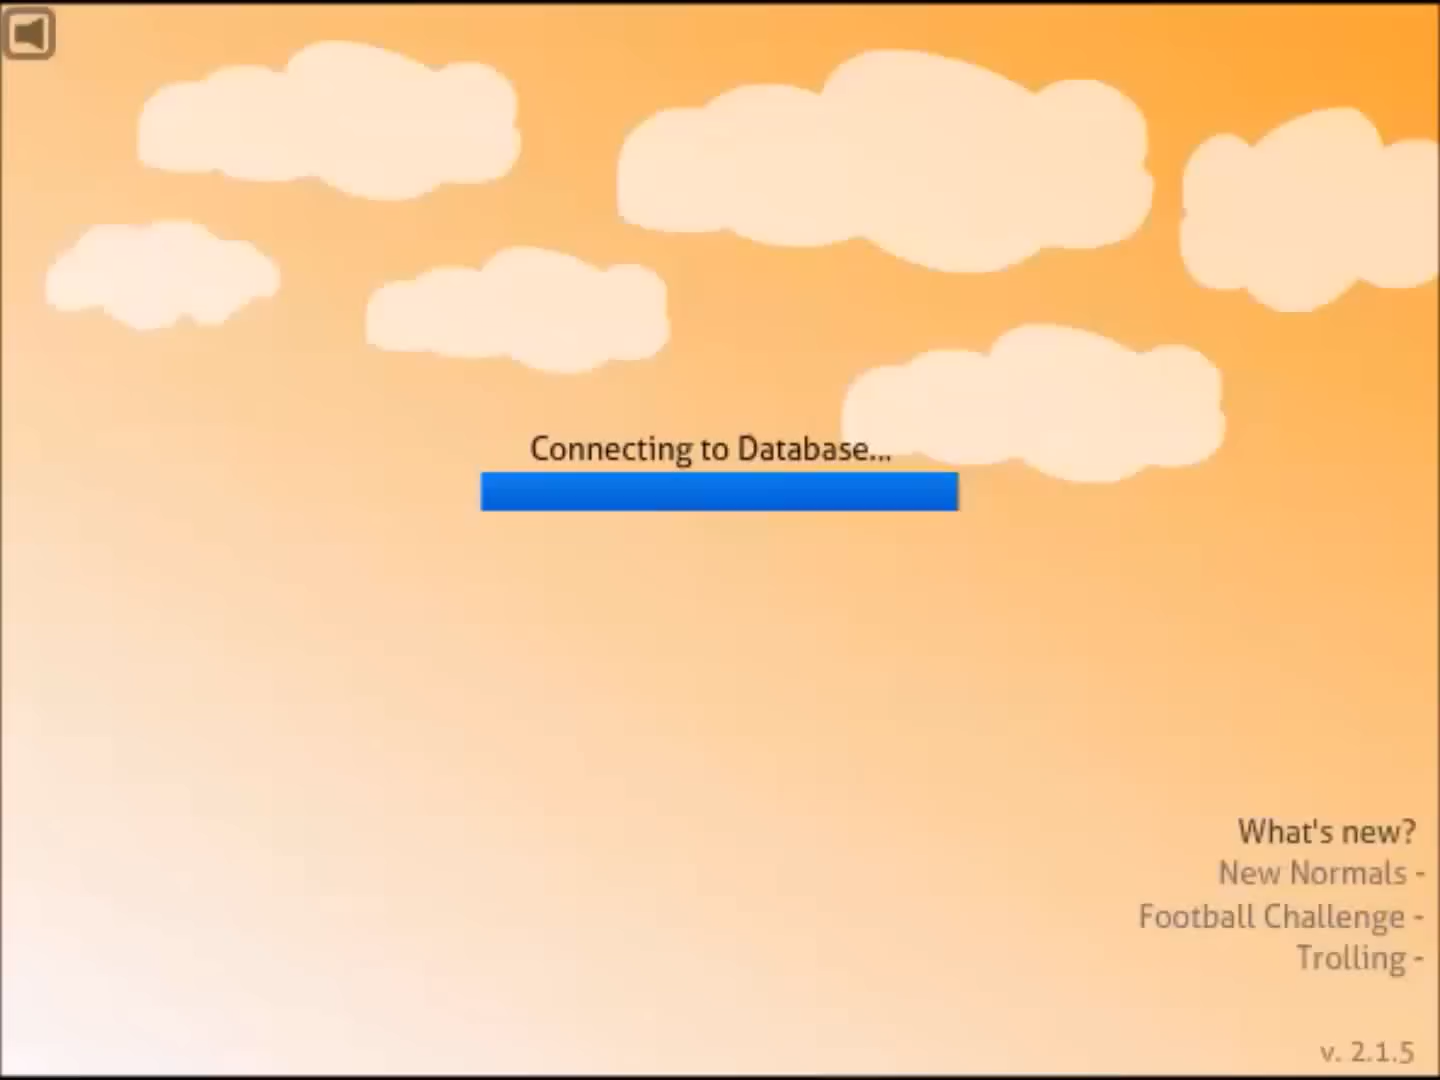 Connecting to Database...
What's new?
New Normals -
Football Challenge -
Trolling -
v. 2.1.5